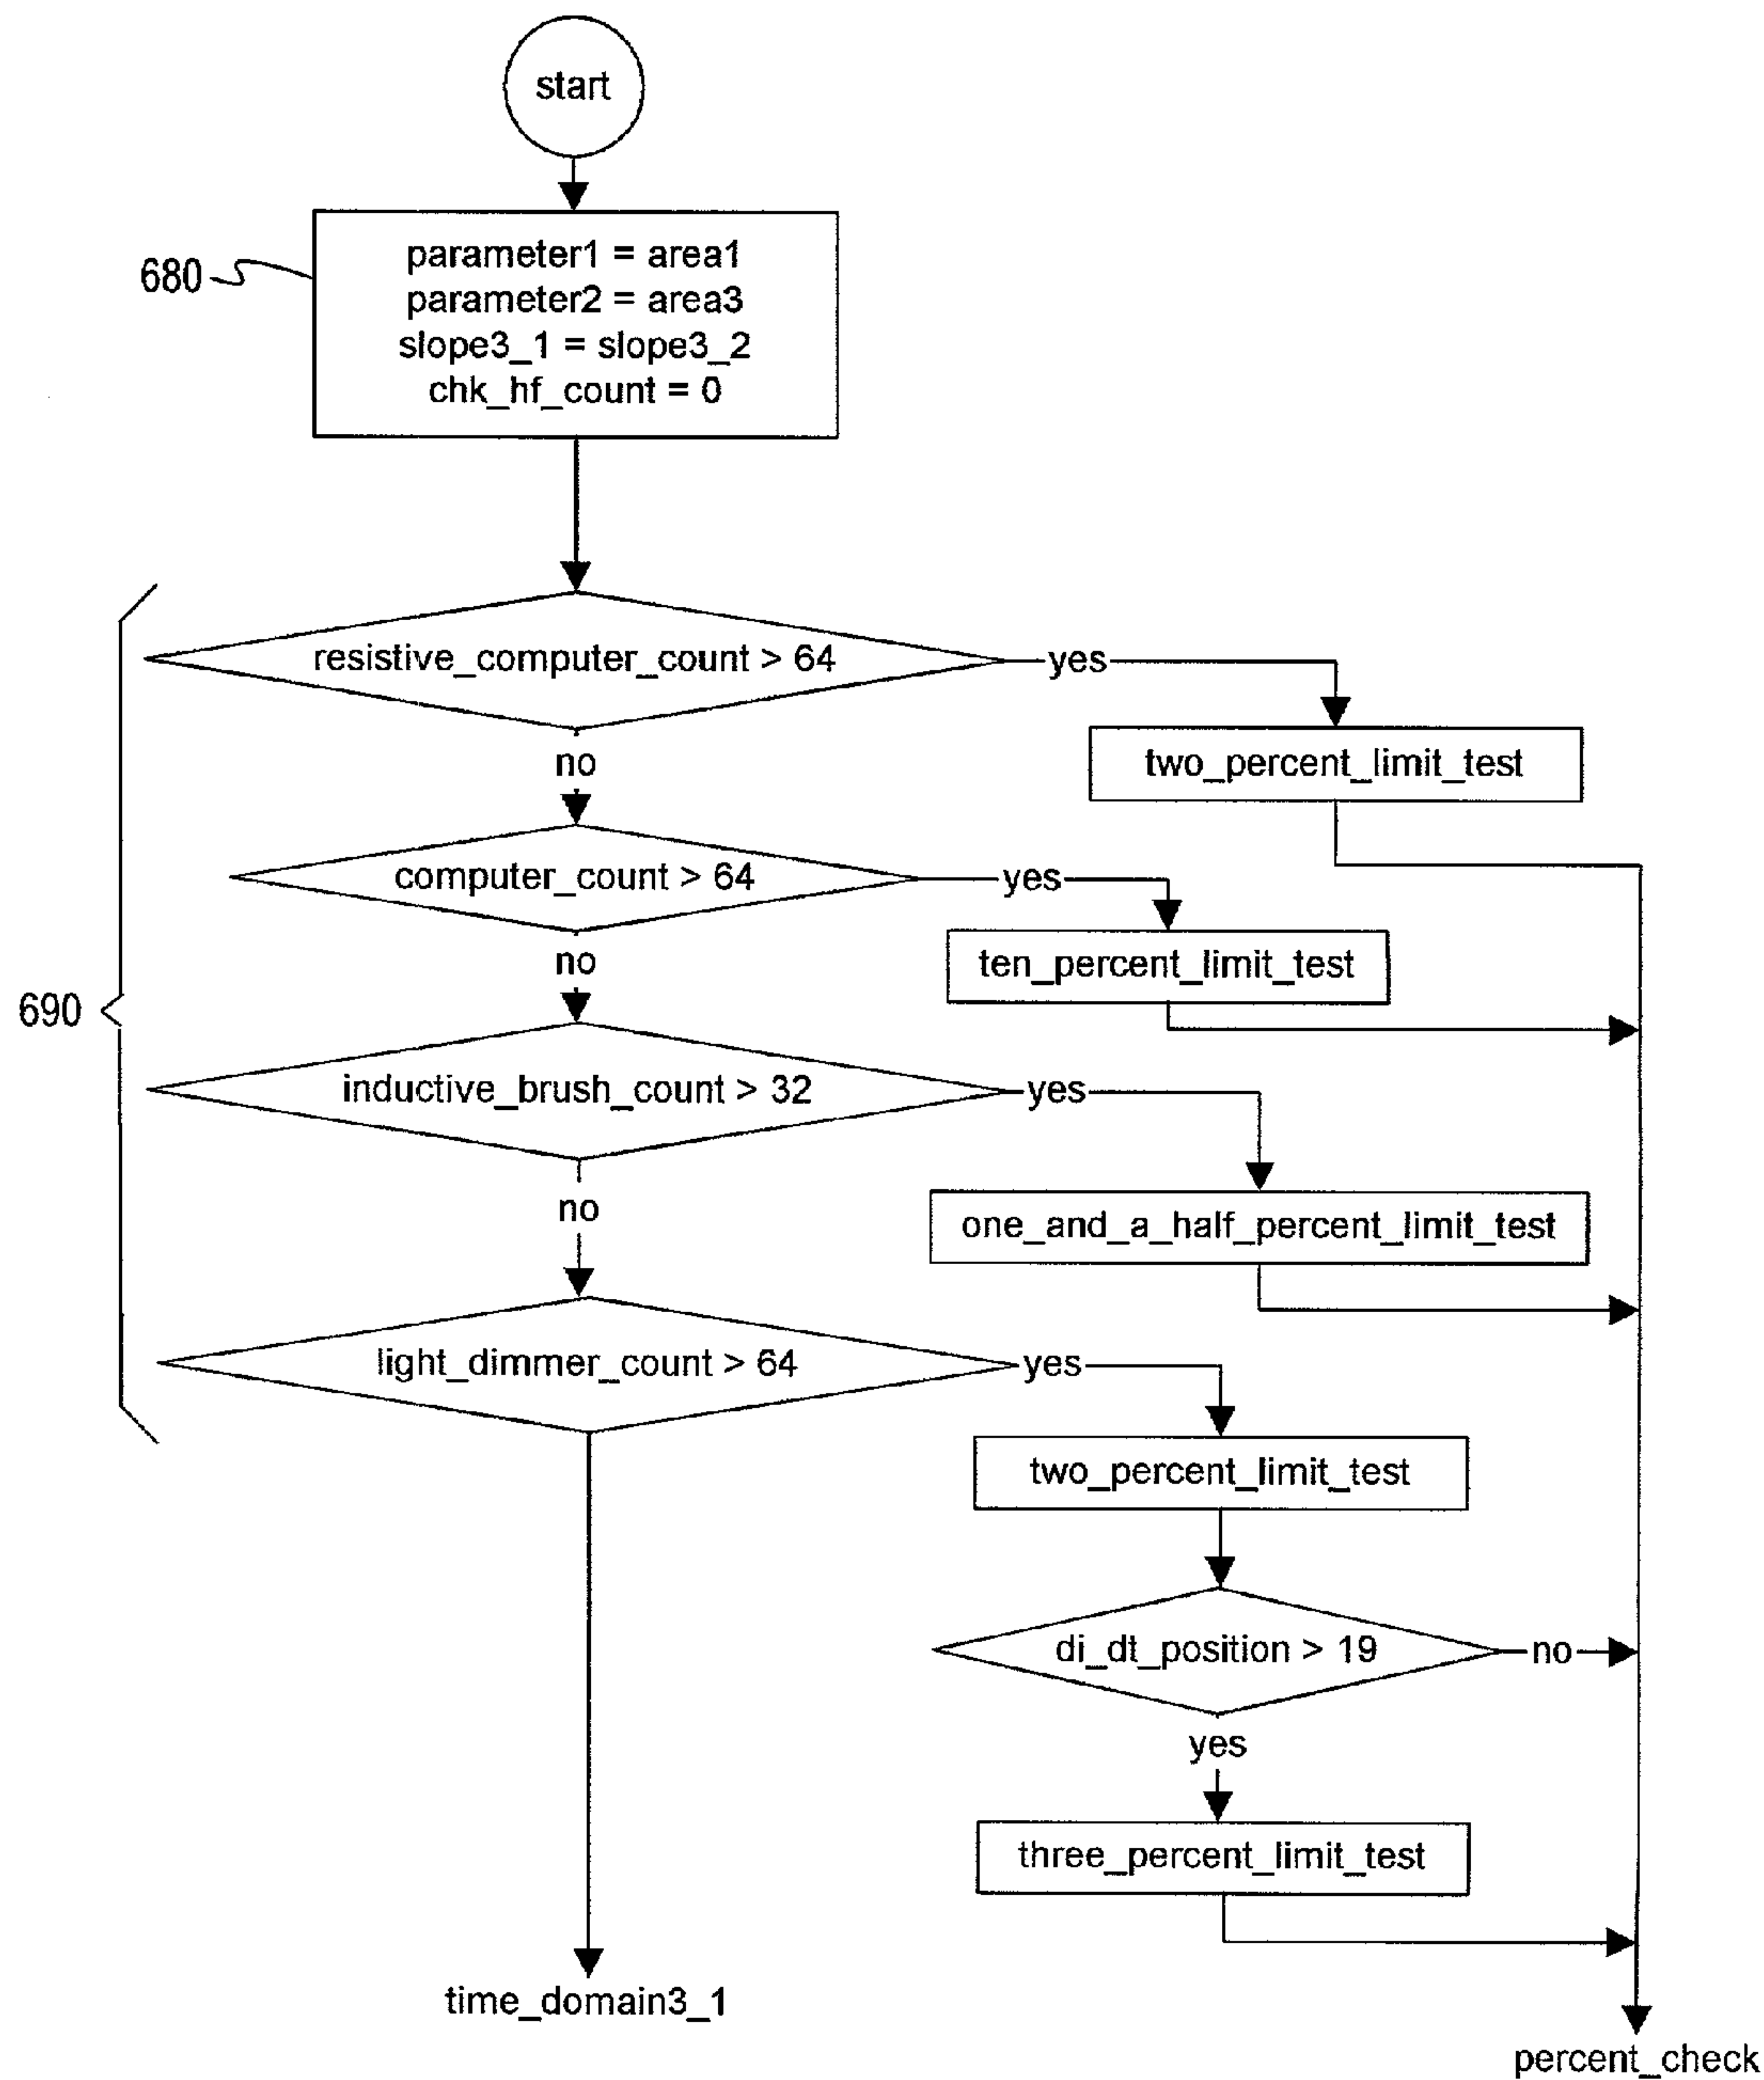 start
680
parameter1 = area1
parameter2 = area3
slope3_1 = slope3_2
chk_hf_count = 0
690
resistive_computer_count > 64
yes
two_percent_limit_test
no
computer_count > 64
yes
ten_percent_limit_test
no
inductive_brush_count > 32
yes
one_and_a_half_percent_limit_test
no
light_dimmer_count > 64
yes
two_percent_limit_test
di_dt_position > 19
no
yes
three_percent_limit_test
time_domain3_1
percent_check